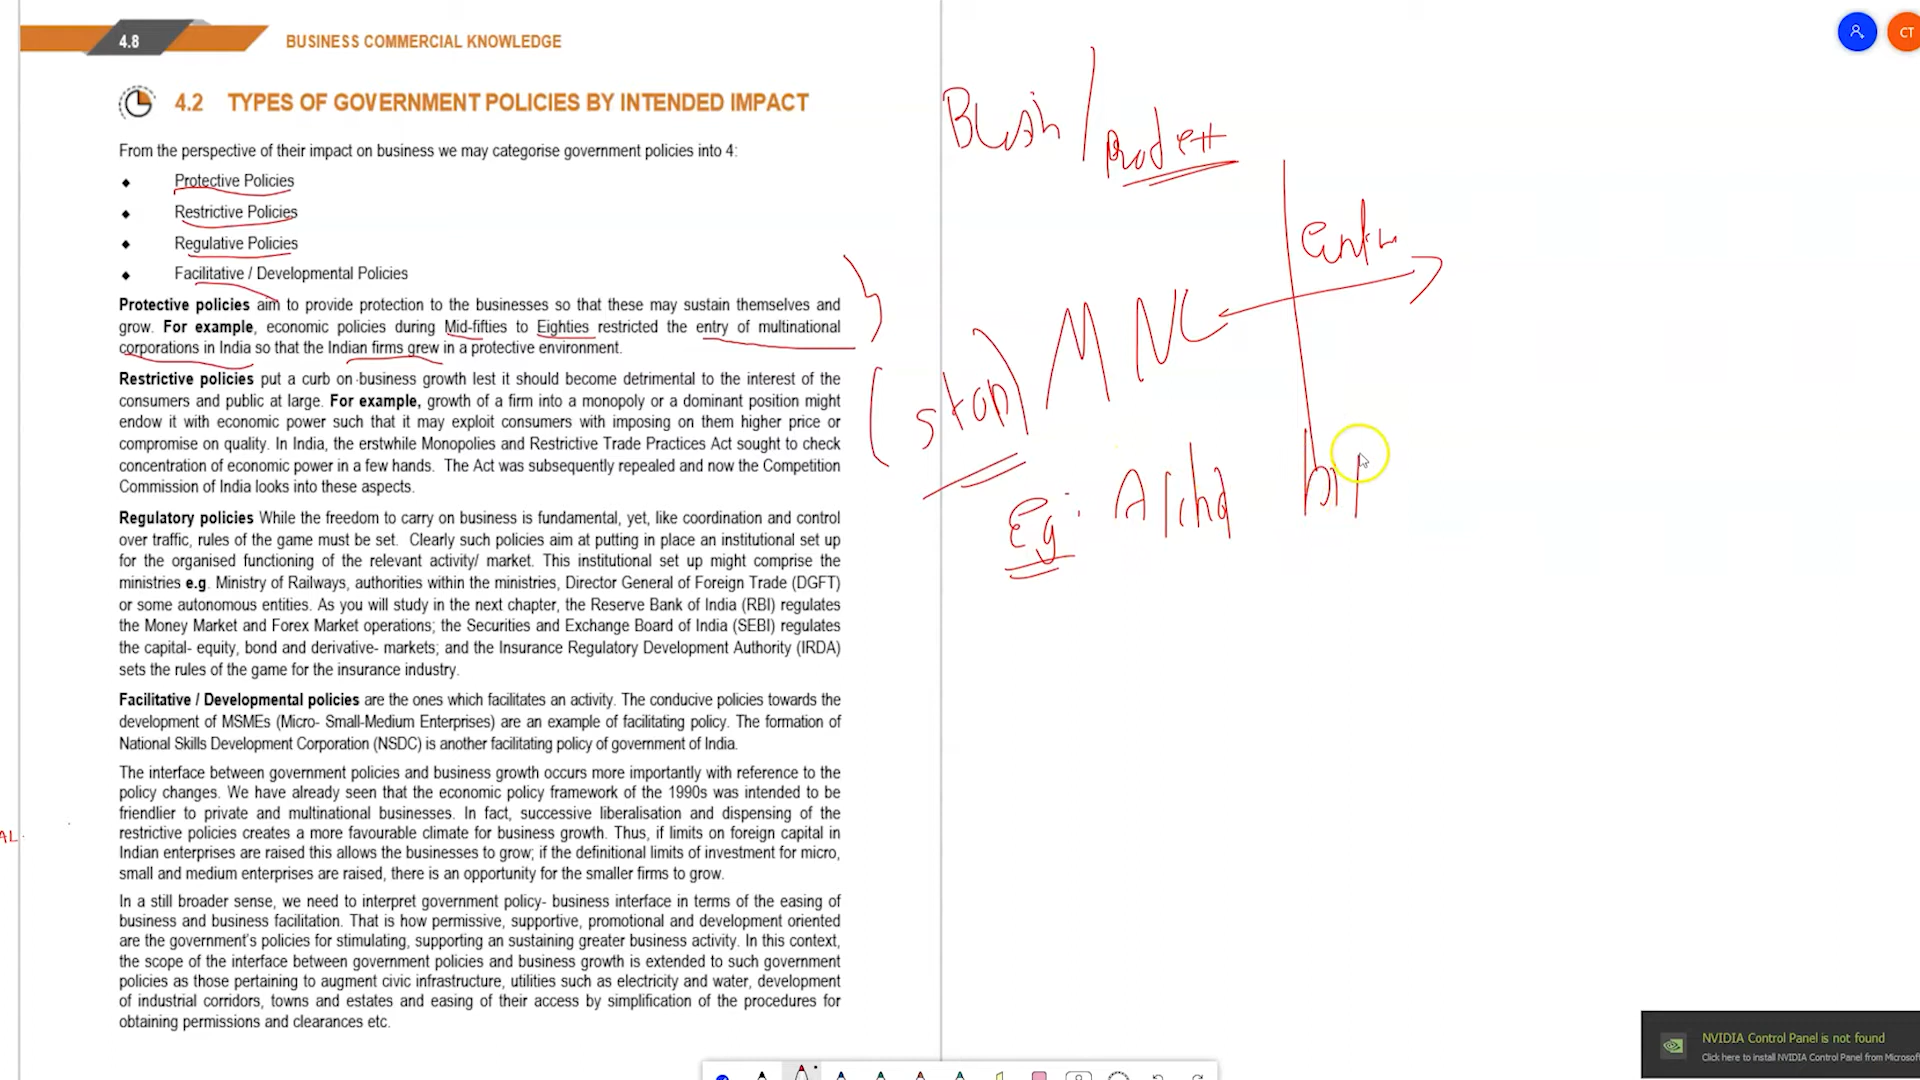 4.8 BUSINESS COMMERCIAL KNOWLEDGE
4.2 TYPES OF GOVERNMENT POLICIES BY INTENDED IMPACT
From the perspective of their impact on business we may categorise government policies into 4:
Protective Policies
Restrictive Policies
Regulative Policies
Facilitative / Developmental Policies
Protective policies aim to provide protection to the businesses so that these may sustain themselves and
grow. For example, economic policies during Mid-fifties to Eighties restricted the entry of multinational
corporations in India so that the Indian firms grew in a protective environment.
Restrictive policies put a curb on business growth lest it should become detrimental to the interest of the
consumers and public at large. For example, growth of a firm into a monopoly or a dominant position might
endow it with economic power such that it may exploit consumers with imposing on them higher price or
compromise on quality. In India, the erstwhile Monopolies and Restrictive Trade Practices Act sought to check
concentration of economic power in a few hands. The Act was subsequently repealed and now the Competition
Commission of India looks into these aspects.
Regulatory policies While the freedom to carry on business is fundamental, yet, like coordination and control
over traffic, rules of the game must be set. Clearly such policies aim at putting in place an institutional set up
for the organised functioning of the relevant activity/ market. This institutional set up might comprise the
ministries e.g. Ministry of Railways, authorities within the ministries, Director General of Foreign Trade (DGFT)
or some autonomous entities. As you will study in the next chapter, the Reserve Bank of India (RBI) regulates
the Money Market and Forex Market operations; the Securities and Exchange Board of India (SEBI) regulates
the capital- equity, bond and derivative- markets; and the Insurance Regulatory Development Authority (IRDA)
sets the rules of the game for the insurance industry.
Facilitative / Developmental policies are the ones which facilitates an activity. The conducive policies towards the
development of MSMEs (Micro- Small-Medium Enterprises) are an example of facilitating policy. The formation of
National Skills Development Corporation (NSDC) is another facilitating policy of government of India.
The interface between government policies and business growth occurs more importantly with reference to the
policy changes. We have already seen that the economic policy framework of the 1990s was intended to be
friendlier to private and multinational businesses. In fact, successive liberalisation and dispensing of the
restrictive policies creates a more favourable climate for business growth. Thus, if limits on foreign capital in
Indian enterprises are raised this allows the businesses to grow; if the definitional limits of investment for micro,
small and medium enterprises are raised, there is an opportunity for the smaller firms to grow.
In a still broader sense, we need to interpret government policy- business interface in terms of the easing of
business and business facilitation. That is how permissive, supportive, promotional and development oriented
are the government's policies for stimulating, supporting an sustaining greater business activity. In this context,
the scope of the interface between government policies and business growth is extended to such government
policies as those pertaining to augment civic infrastructure, utilities such as electricity and water, development
of industrial corridors, towns and estates and easing of their access by simplification of the procedures for
obtaining permissions and clearances etc.
AL
MNC
(stop)
Eg:
CT
NVIDIA Control Panel is not found
Click here to install NVIDIA Control Panel from Microsoft